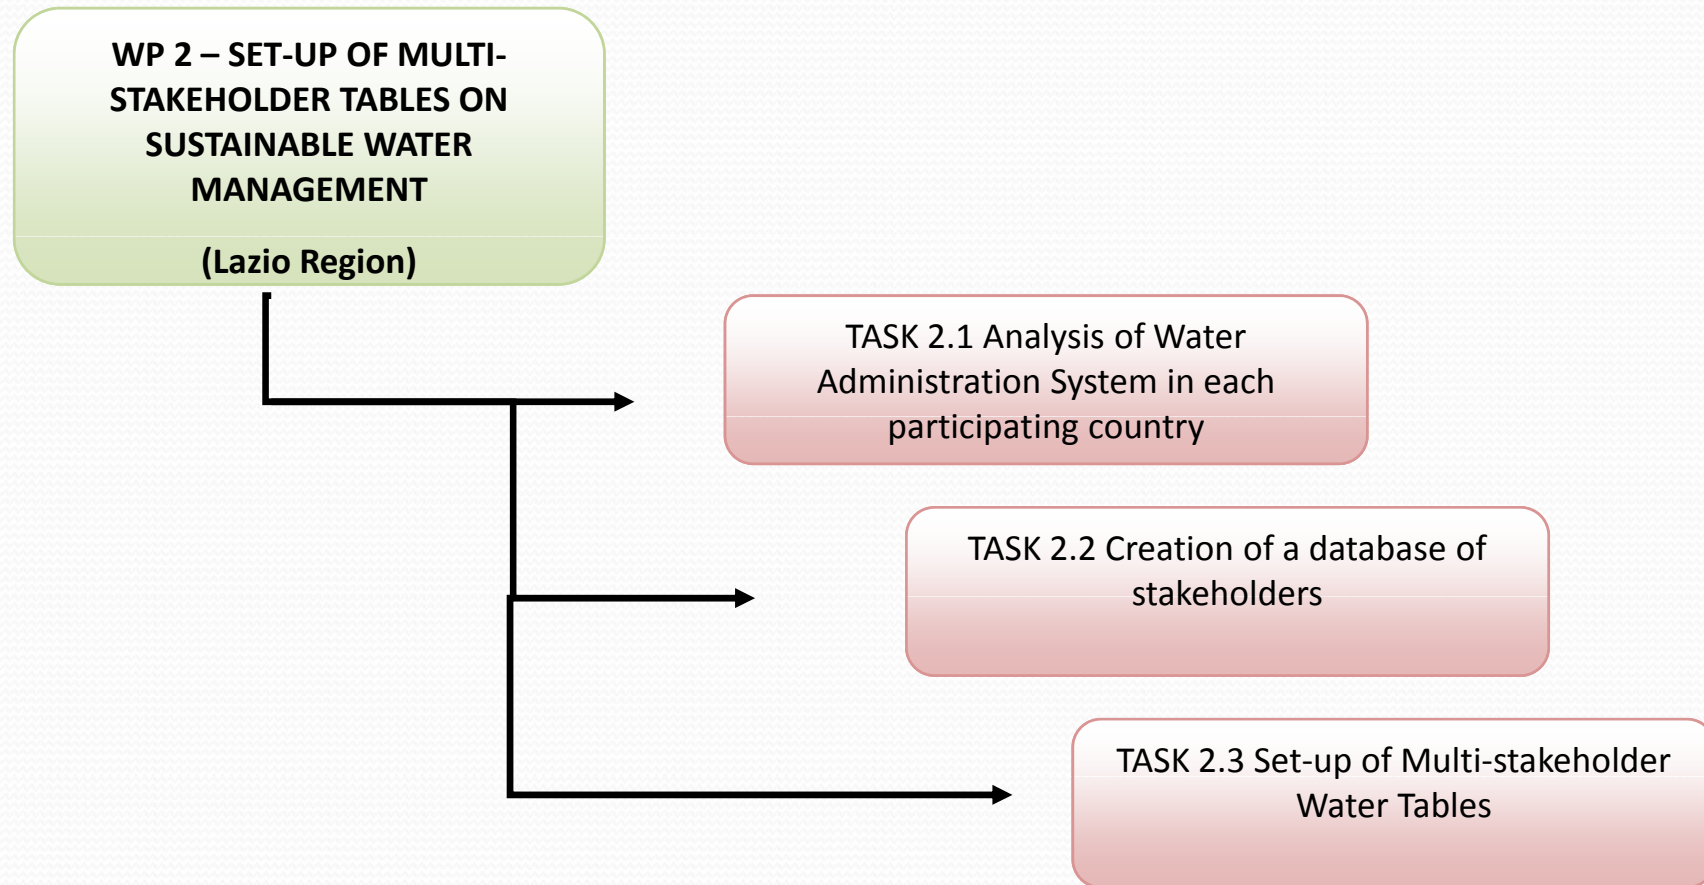 WP 2 – SET-UP OF MULTI-
STAKEHOLDER TABLES ON
SUSTAINABLE WATER
MANAGEMENT
(Lazio Region)
TASK 2.1 Analysis of Water
Administration System in each
participating country
TASK 2.2 Creation of a database of
stakeholders
TASK 2.3 Set-up of Multi-stakeholder
Water Tables